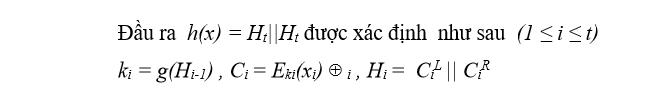 Đầu ra h(x) = Hₜ||Hₜ được xác định như sau (1 ≤ i ≤ t)
kᵢ = g(Hᵢ₋₁) , Cᵢ = Eₖᵢ(xᵢ) ⊕ ᵢ , Hᵢ = Cᵢᴸ || Cᵢᴿ